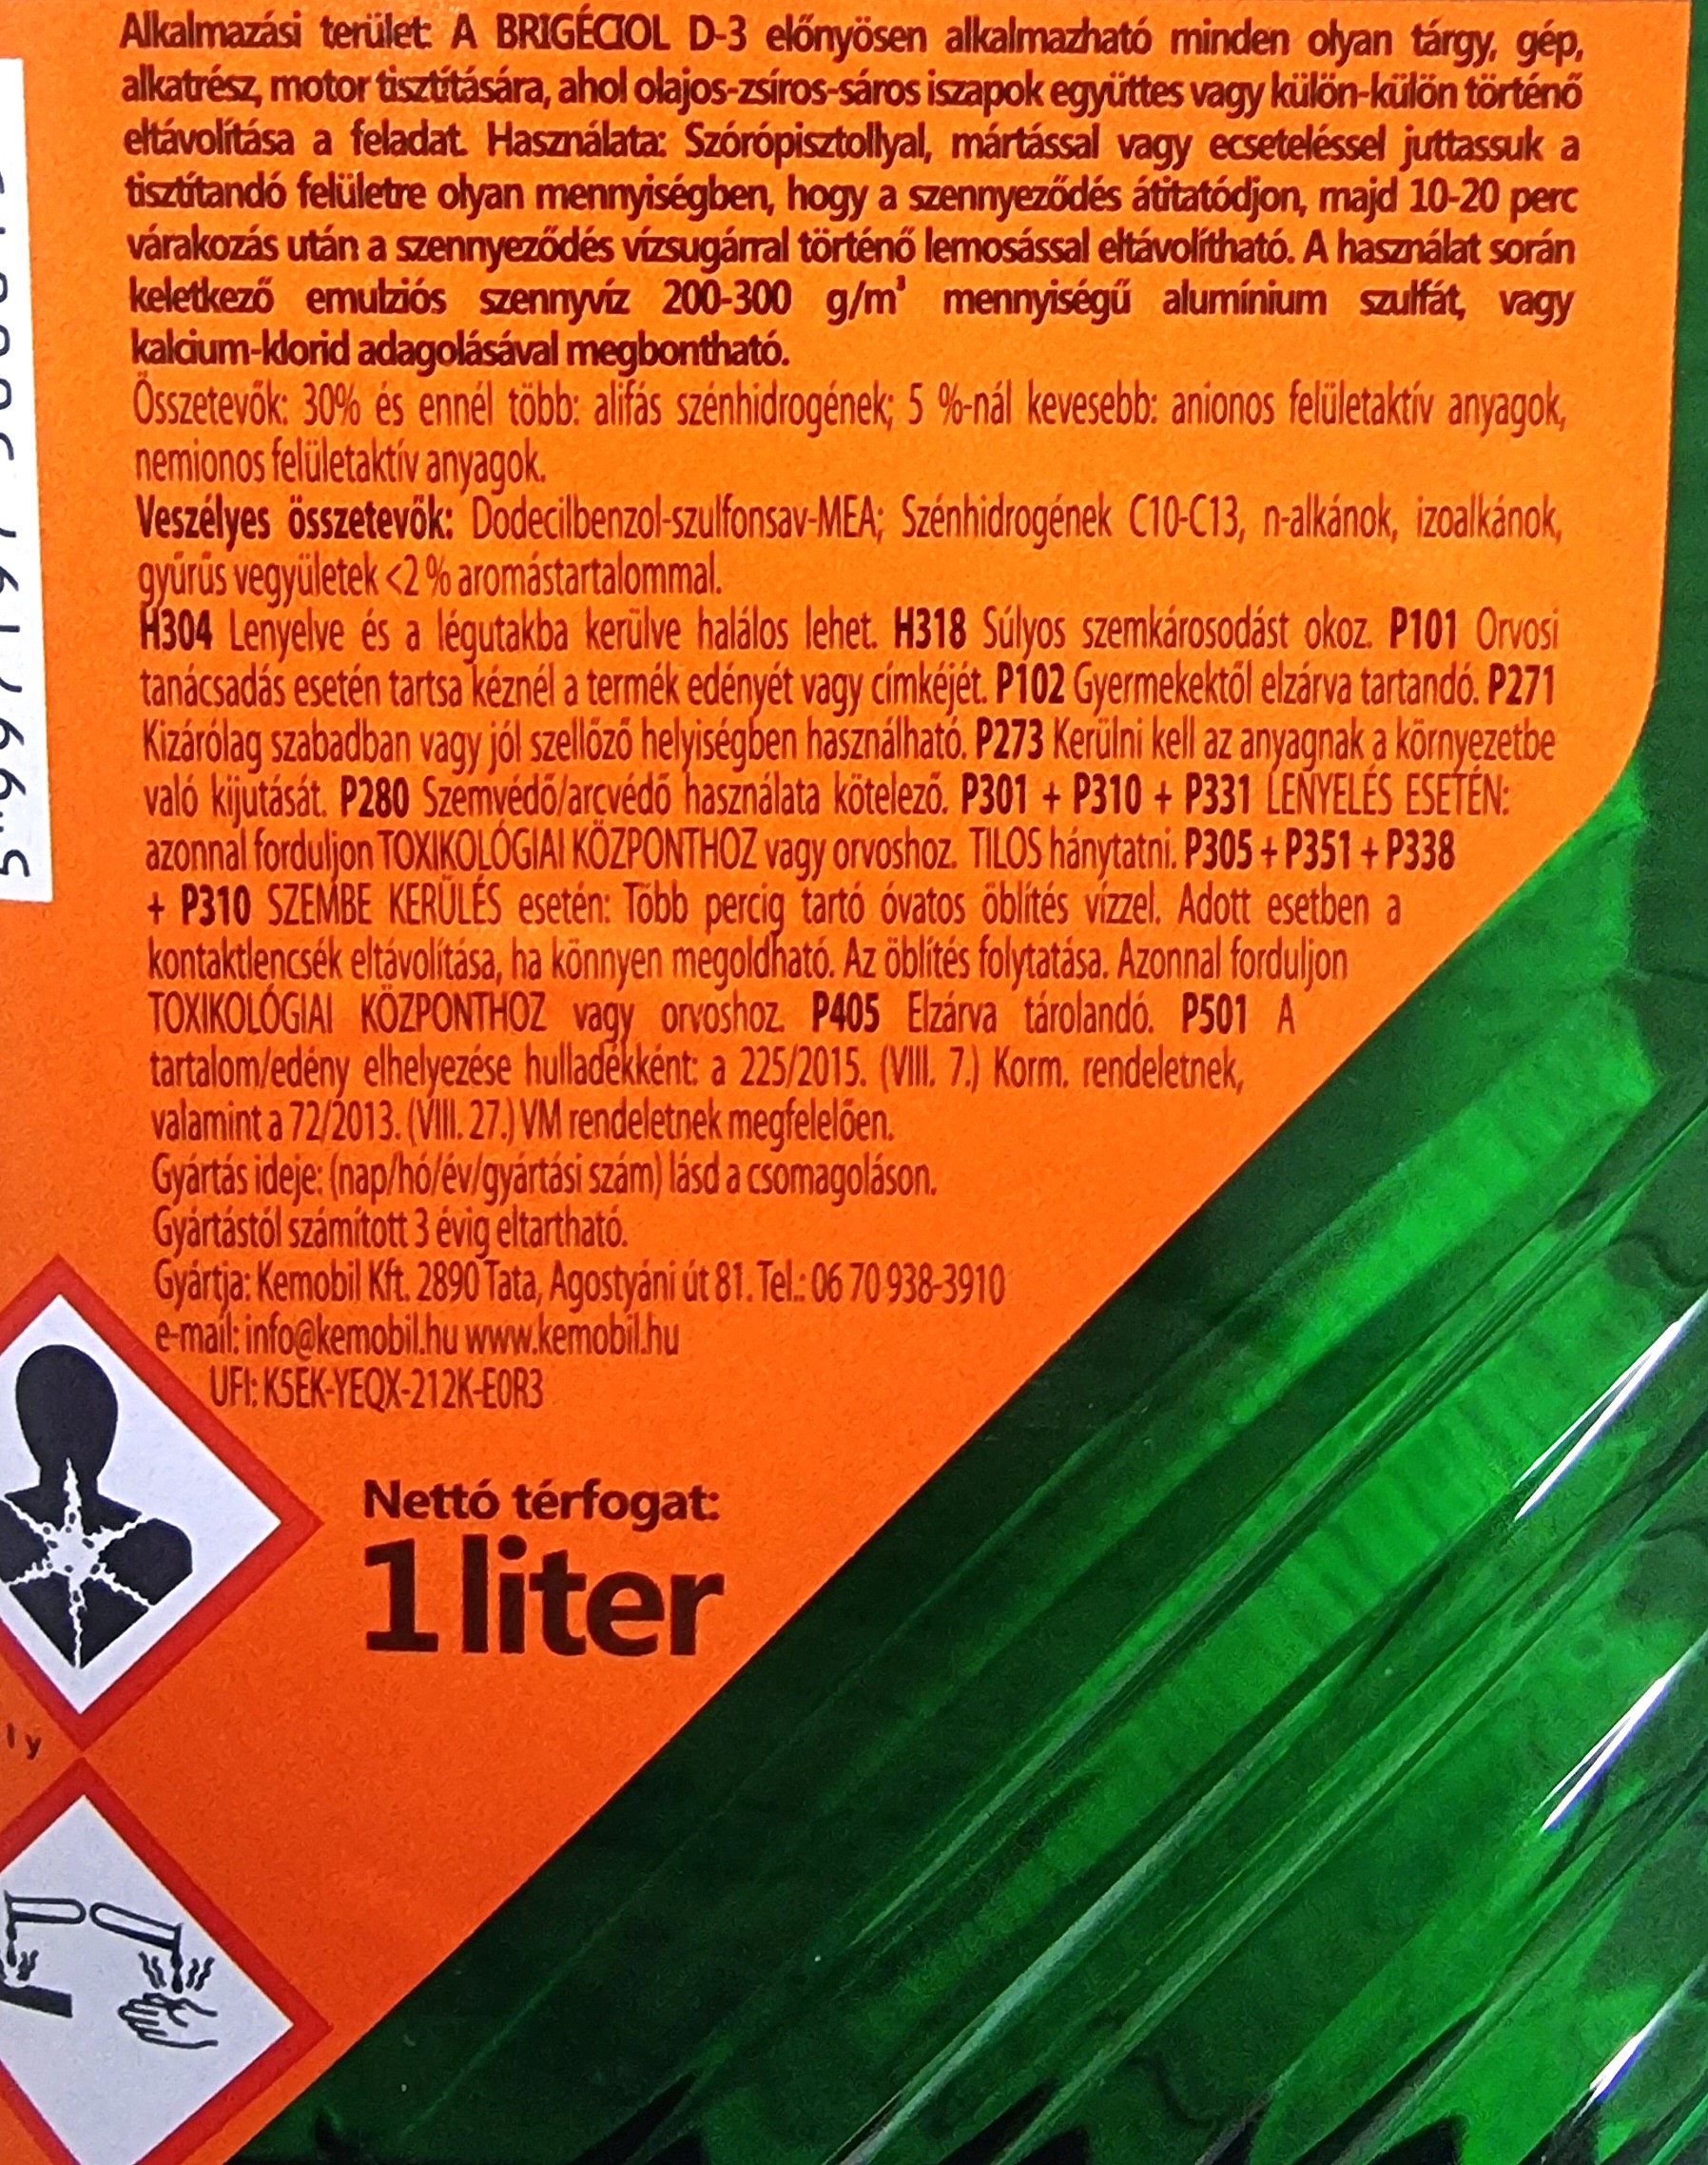 Alkalmazási terület: A BRIGÉCIOL D-3 előnyösen alkalmazható minden olyan tárgy, gép,
alkatrész, motor tisztítására, ahol olajos-zsíros-sáros iszapok együttes vagy külön-külön történő
eltávolítása a feladat. Használata: Szórópisztollyal, mártással vagy ecseteléssel juttassuk a
tisztítandó felületre olyan mennyiségben, hogy a szennyeződés átitatódjon, majd 10-20 perc
várakozás után a szennyeződés vízsugárral történő lemosással eltávolítható. A használat során
keletkező emulziós szennyvíz 200-300 g/m³ mennyiségű alumínium szulfát, vagy
kalcium-klorid adagolásával megbontható.
Összetevők: 30% és ennél több: alifás szénhidrogének; 5 %-nál kevesebb: anionos felületaktív anyagok,
nemionos felületaktív anyagok.
Veszélyes összetevők: Dodecilbenzol-szulfonsav-MEA; Szénhidrogének C10-C13, n-alkánok, izoalkánok,
gyűrűs vegyületek <2 % aromástartalommal.
H304 Lenyelve és a légutakba kerülve halálos lehet. H318 Súlyos szemkárosodást okoz. P101 Orvosi
tanácsadás esetén tartsa kéznél a termék edényét vagy címkéjét. P102 Gyermekektől elzárva tartandó. P271
Kizárólag szabadban vagy jól szellőző helyiségben használható. P273 Kerülni kell az anyagnak a környezetbe
való kijutását. P280 Szemvédő/arcvédő használata kötelező. P301 + P310 + P331 LENYELÉS ESETÉN:
azonnal forduljon TOXIKOLÓGIAI KÖZPONTHOZ vagy orvoshoz. TILOS hánytatni. P305 + P351 + P338
+ P310 SZEMBE KERÜLÉS esetén: Több percig tartó óvatos öblítés vízzel. Adott esetben a
kontaktlencsék eltávolítása, ha könnyen megoldható. Az öblítés folytatása. Azonnal forduljon
TOXIKOLÓGIAI KÖZPONTHOZ vagy orvoshoz. P405 Elzárva tárolandó. P501 A
tartalom/edény elhelyezése hulladékként: a 225/2015. (VIII. 7.) Korm. rendeletnek,
valamint a 72/2013. (VIII. 27.) VM rendeletnek megfelelően.
Gyártás ideje: (nap/hó/év/gyártási szám) lásd a csomagoláson.
Gyártástól számított 3 évig eltartható.
Gyártja: Kemobil Kft. 2890 Tata, Agostyáni út 81. Tel.: 06 70 938-3910
e-mail: info@kemobil.hu www.kemobil.hu
UFI: K5EK-YEQX-212K-E0R3
Nettó térfogat:
1 liter
ly